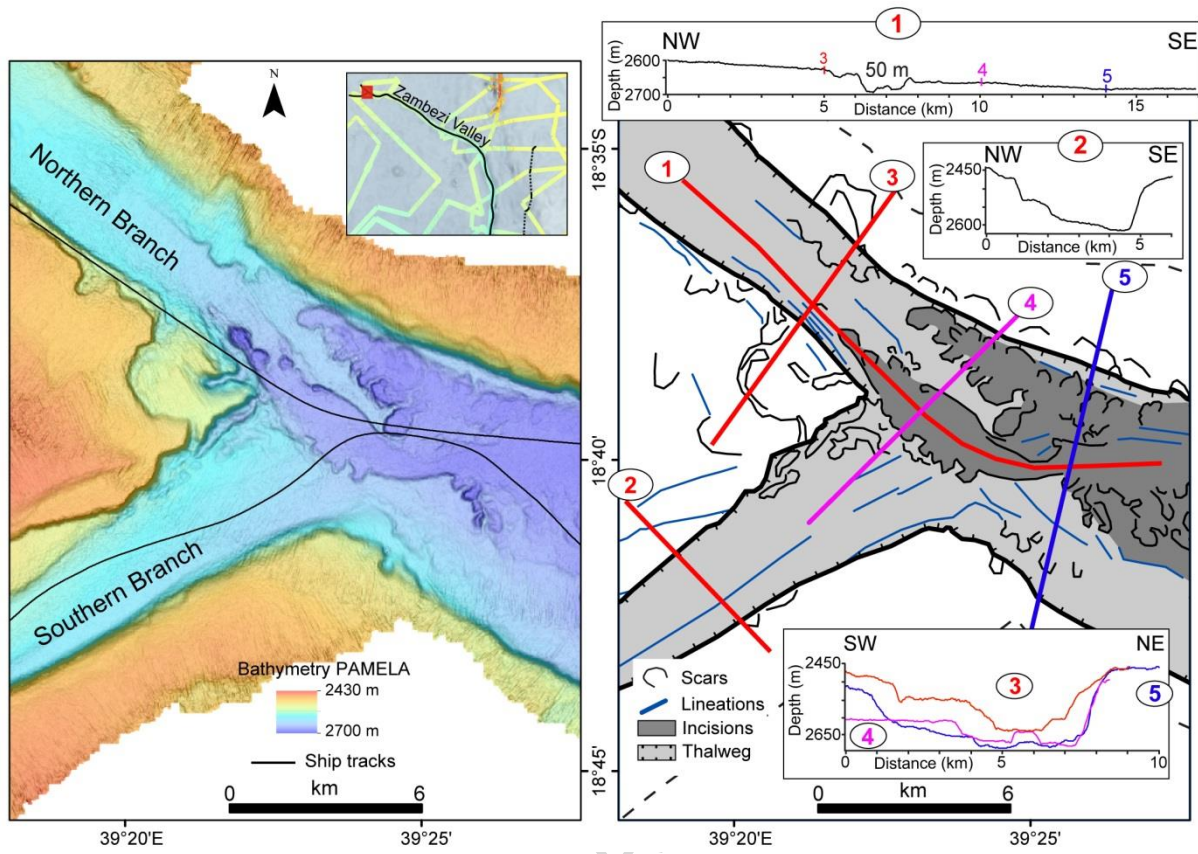 N
Zambezi Valley
Northern Branch
Southern Branch
Bathymetry PAMELA
2430 m
2700 m
Ship tracks
km
0 6
39°20'E 39°25'
18°35'S
18°40'
18°45'
1
NW SE
Depth (m)
2600
2700
3 50 m 4 5
0 5 10 15
Distance (km)
2
NW SE
Depth (m)
2450
2600
0 5
Distance (km)
km
1
3
5
4
2
Scars
Lineations
Incisions
Thalweg
SW NE
Depth (m)
2450
2650
3
5
4
0 5 10
Distance (km)
km
0 6
39°20'E 39°25'